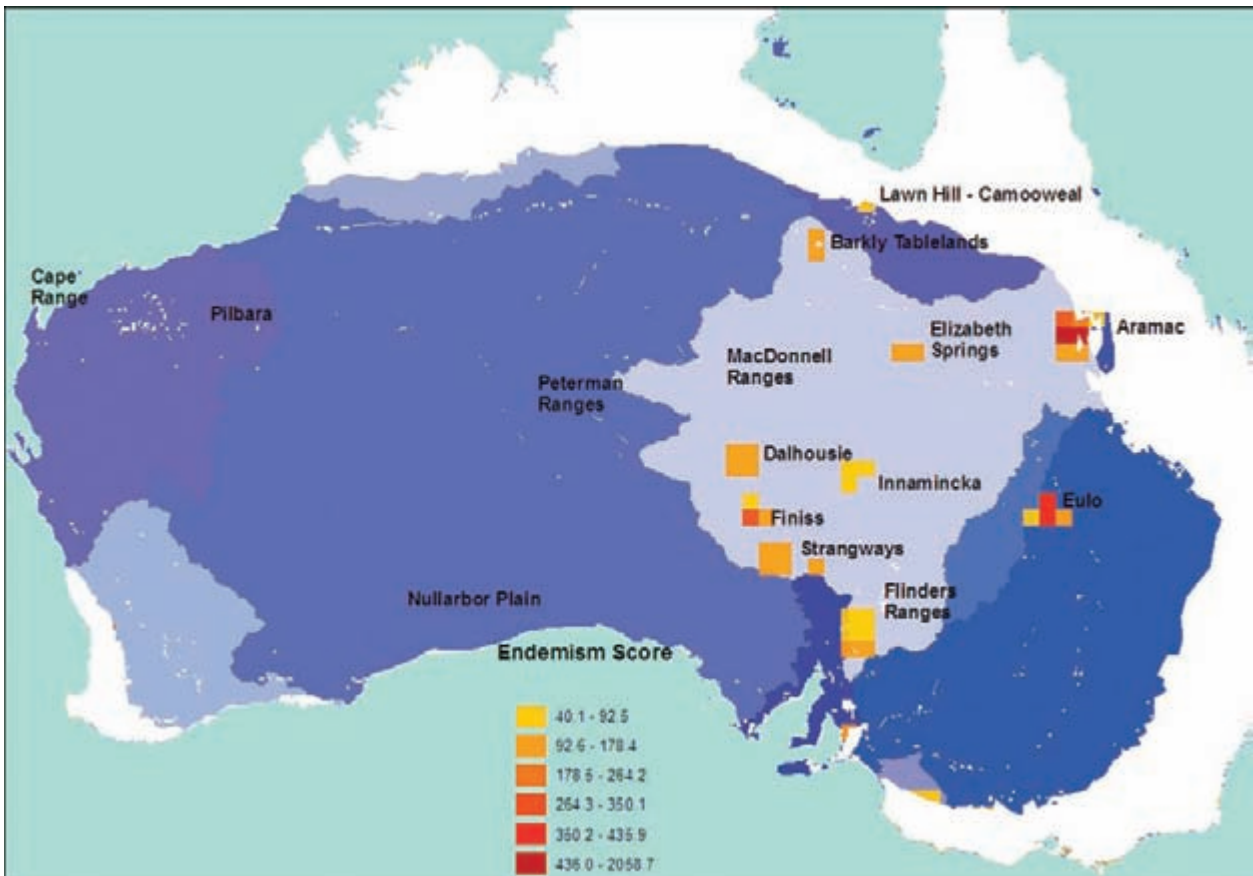 Lawn Hill - Camooweal
Barkly Tablelands
Cape
Range
Pilbara
Elizabeth
Springs
Aramac
MacDonnell
Ranges
Peterman
Ranges
Dalhousie
Innamincka
Eulo
Finiss
Strangways
Flinders
Ranges
Nullarbor Plain
Endemism Score
40.1 - 92.5
92.6 - 178.4
178.5 - 264.2
264.3 - 350.1
350.2 - 435.9
436.0 - 2058.7